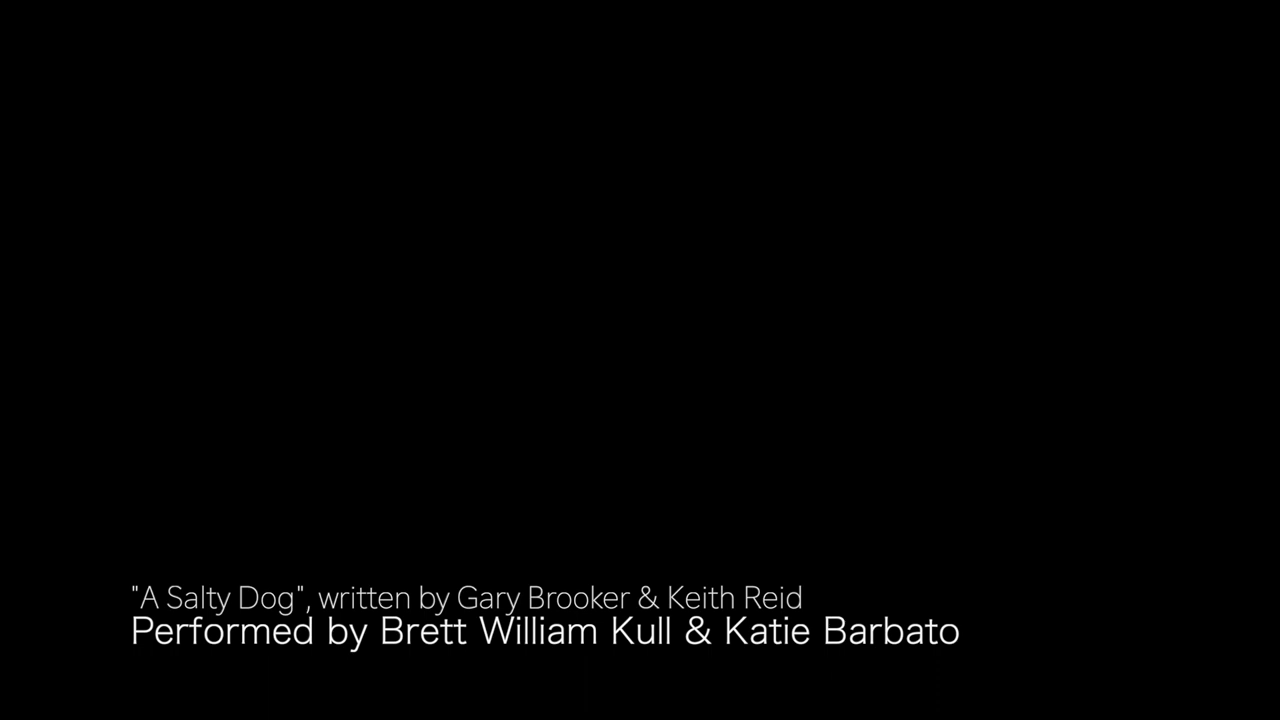 "A Salty Dog", written by Gary Brooker & Keith Reid
Performed by Brett William Kull & Katie Barbato